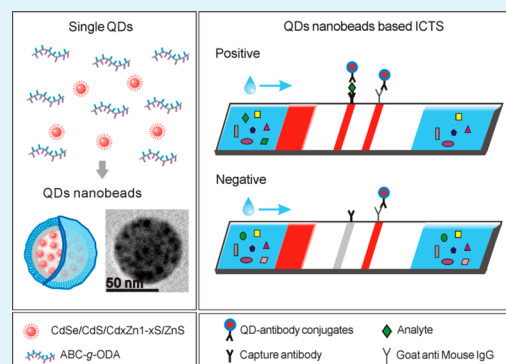 Single QDs
QDs nanobeads
50 nm
QDs nanobeads based ICTS
Positive
Negative
CdSe/CdS/CdxZn1-xS/ZnS
ABC-g-ODA
QD-antibody conjugates
Analyte
Capture antibody
Goat anti Mouse IgG